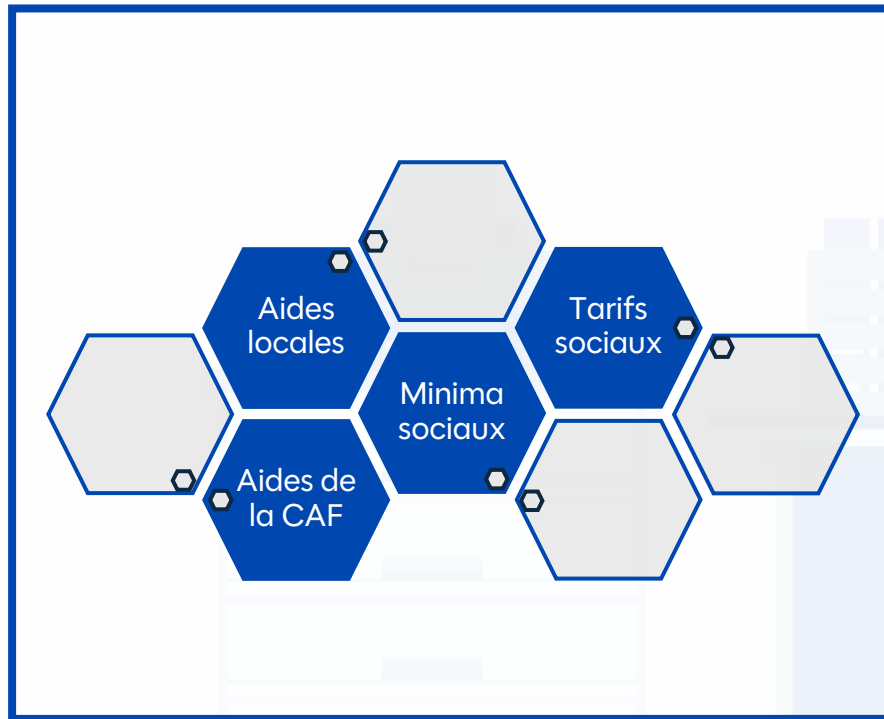 Aides
locales
Tarifs
sociaux
Minima
sociaux
Aides de
la CAF